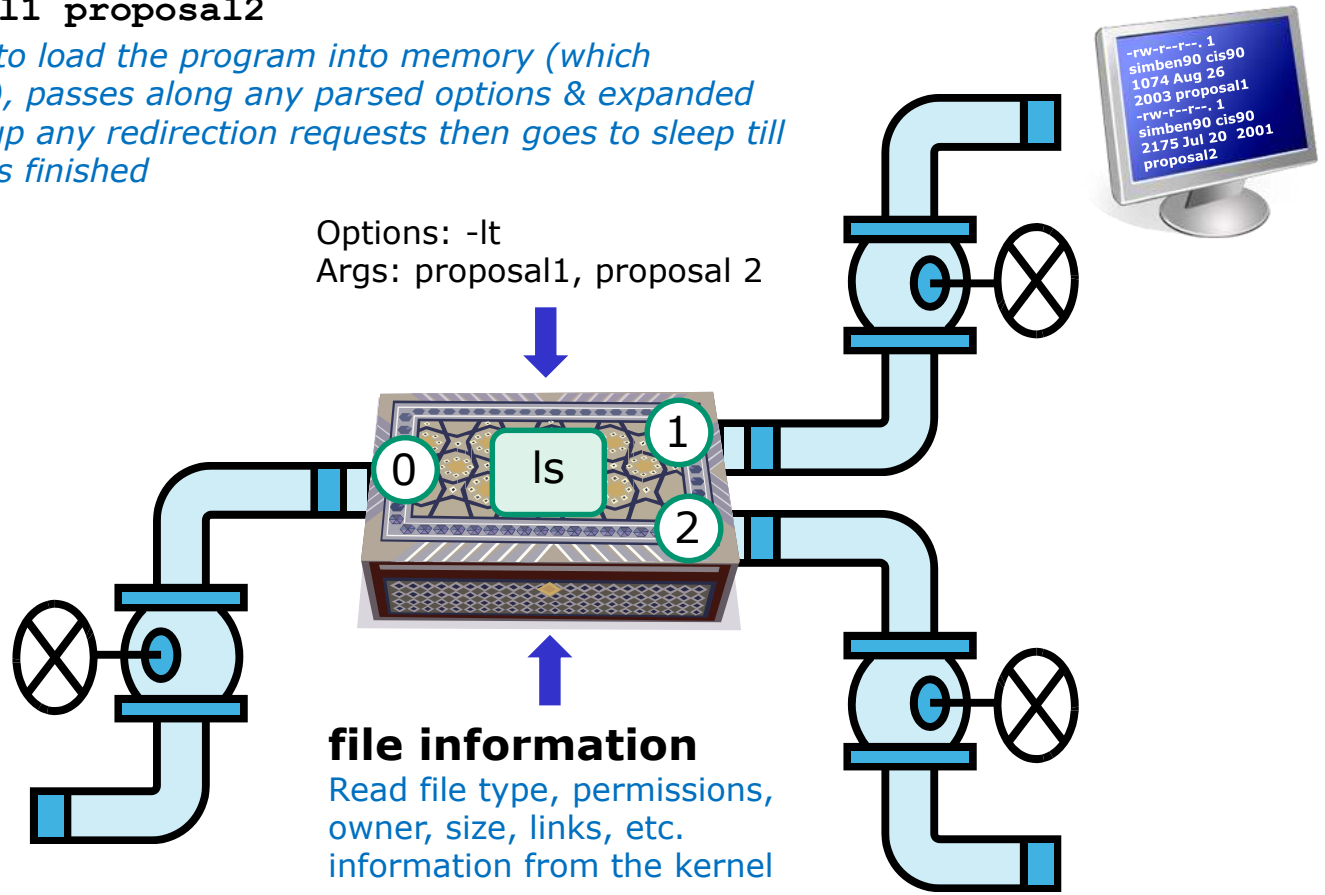 l1 proposal2
to load the program into memory (which
), passes along any parsed options & expanded
up any redirection requests then goes to sleep till
s finished
-rw-r--r--. 1
simben90 cis90
1074 Aug 26
2003 proposal1
-rw-r--r--. 1
simben90 cis90
2175 Jul 20 2001
proposal2
Options: -lt
Args: proposal1, proposal 2
0
ls
1
2
file information
Read file type, permissions,
owner, size, links, etc.
information from the kernel